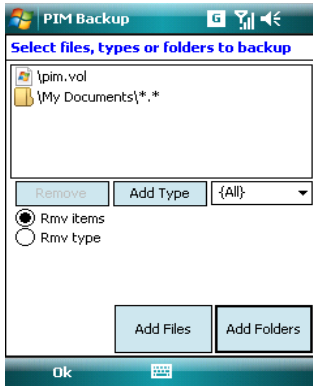 PIM Backup G
Select files, types or folders to backup
\pim.vol
\My Documents\*.*
Remove Add Type {All}
Rmv items
Rmv type
Add Files Add Folders
Ok